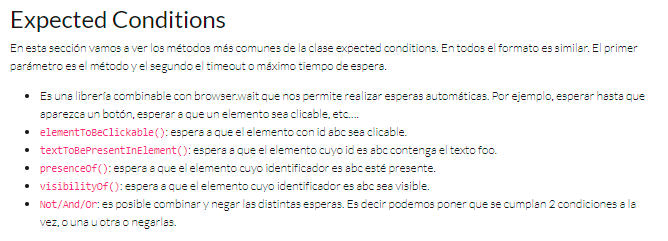 Expected Conditions
En esta sección vamos a ver los métodos más comunes de la clase expected conditions. En todos el formato es similar. El primer
parámetro es el método y el segundo el timeout o máximo tiempo de espera.
• Es una librería combinable con browser.wait que nos permite realizar esperas automáticas. Por ejemplo, esperar hasta que
aparezca un botón, esperar a que un elemento sea clicable, etc....
• elementToBeClickable(): espera a que el elemento con id abc sea clicable.
• textToBePresentInElement(): espera a que el elemento cuyo id es abc contenga el texto foo.
• presenceOf(): espera a que el elemento cuyo identificador es abc esté presente.
• visibilityOf(): espera a que el elemento cuyo identificador es abc sea visible.
• Not/And/Or: es posible combinar y negar las distintas esperas. Es decir podemos poner que se cumplan 2 condiciones a la
vez, o una u otra o negarlas.